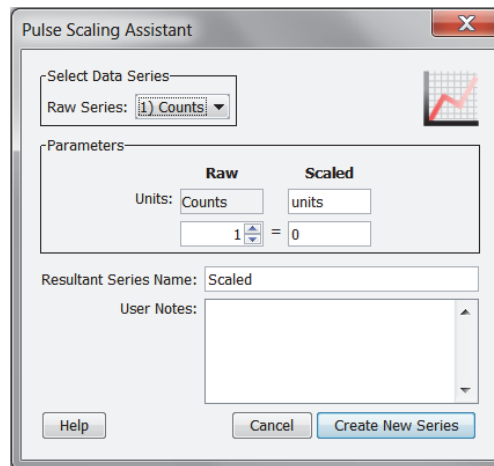 Pulse Scaling Assistant
Select Data Series
Raw Series: 1) Counts
Parameters
Raw Scaled
Units: Counts units
1 = 0
Resultant Series Name: Scaled
User Notes:
Help Cancel Create New Series